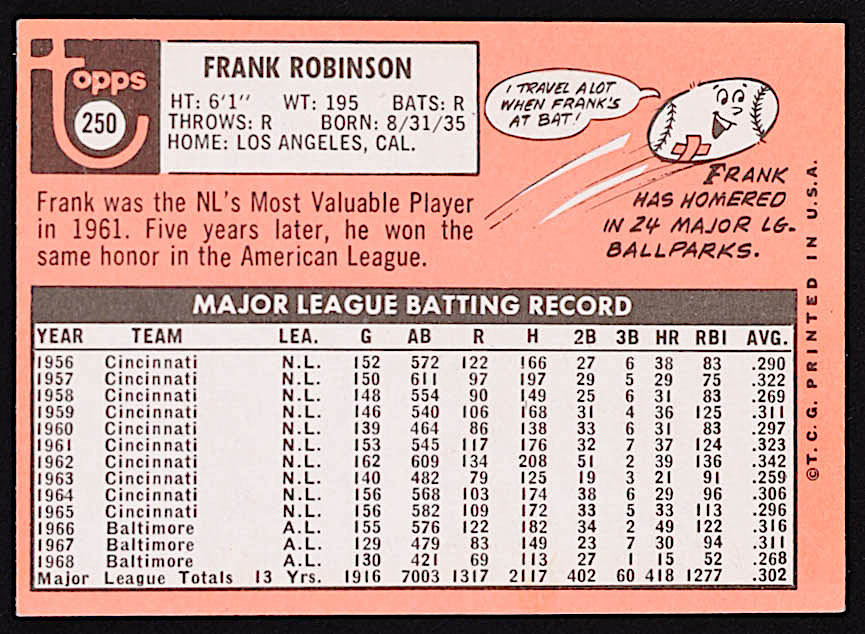 topps
250
FRANK ROBINSON
HT: 6'1" WT: 195 BATS: R
THROWS: R BORN: 8/31/35
HOME: LOS ANGELES, CAL.
I TRAVEL A LOT
WHEN FRANK'S
AT BAT!
FRANK
HAS HOMERED
IN 24 MAJOR LG.
BALLPARKS.
Frank was the NL's Most Valuable Player
in 1961. Five years later, he won the
same honor in the American League.
MAJOR LEAGUE BATTING RECORD
YEAR TEAM LEA. G AB R H 2B 3B HR RBI AVG.
1956 Cincinnati N.L. 152 572 122 166 27 6 38 83 .290
1957 Cincinnati N.L. 150 611 97 197 29 5 29 75 .322
1958 Cincinnati N.L. 148 554 90 149 25 6 31 83 .269
1959 Cincinnati N.L. 146 540 106 168 31 4 36 125 .311
1960 Cincinnati N.L. 139 464 86 138 33 6 31 83 .297
1961 Cincinnati N.L. 153 545 117 176 32 7 37 124 .323
1962 Cincinnati N.L. 162 609 134 208 51 2 39 136 .342
1963 Cincinnati N.L. 140 482 79 125 19 3 21 91 .259
1964 Cincinnati N.L. 156 568 103 174 38 6 29 96 .306
1965 Cincinnati N.L. 156 582 109 172 33 5 33 113 .296
1966 Baltimore A.L. 155 576 122 182 34 2 49 122 .316
1967 Baltimore A.L. 129 479 83 149 23 7 30 94 .311
1968 Baltimore A.L. 130 421 69 113 27 1 15 52 .268
Major League Totals 13 Yrs. 1916 7003 1317 2117 402 60 418 1277 .302
©T.C.G. PRINTED IN U.S.A.